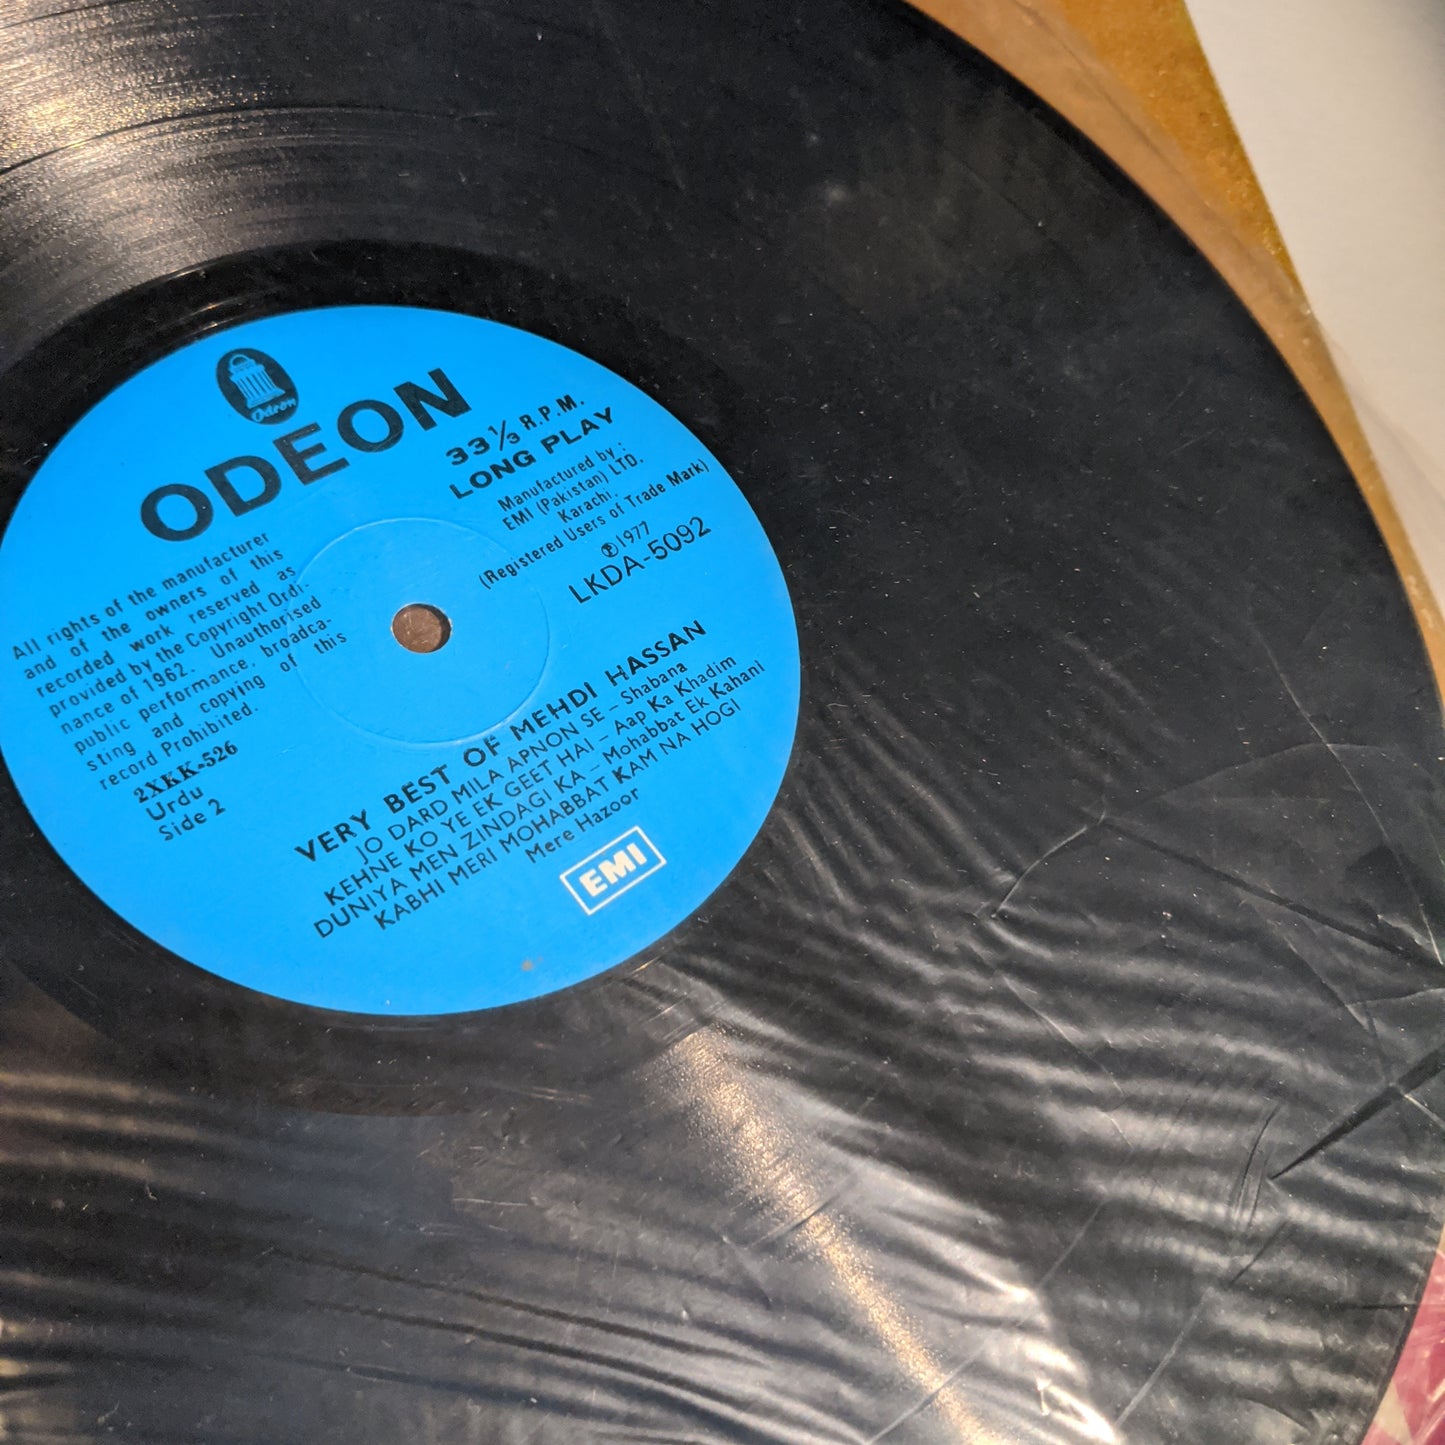 Odeon
ODEON
33⅓ R.P.M.
LONG PLAY
Manufactured by :
EMI (Pakistan) LTD.
Karachi.
(Registered Users of Trade Mark)
℗ 1977
LKDA-5092
All rights of the manufacturer
and of the owners of this
recorded work reserved as
provided by the Copyright Ordi-
nance of 1962. Unauthorised
public performance, broadca-
sting and copying of this
record Prohibited.
2XKK-526
Urdu
Side 2
VERY BEST OF MEHDI HASSAN
JO DARD MILA APNON SE – Shabana
KEHNE KO YE EK GEET HAI – Aap Ka Khadim
DUNIYA MEN ZINDAGI KA – Mohabbat Ek Kahani
KABHI MERI MOHABBAT KAM NA HOGI
Mere Hazoor
EMI